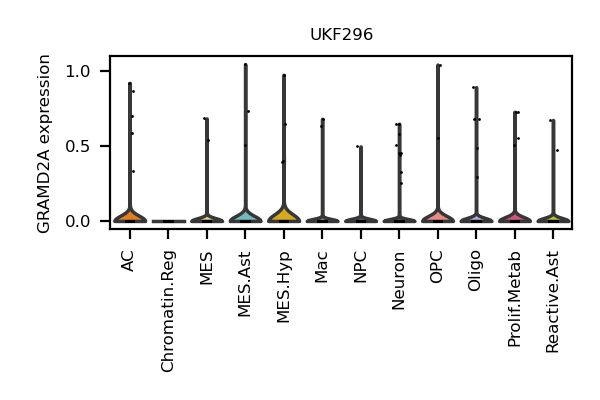 UKF296
GRAMD2A expression
1.0
0.5
0.0
AC
Chromatin.Reg
MES
MES.Ast
MES.Hyp
Mac
NPC
Neuron
OPC
Oligo
Prolif.Metab
Reactive.Ast